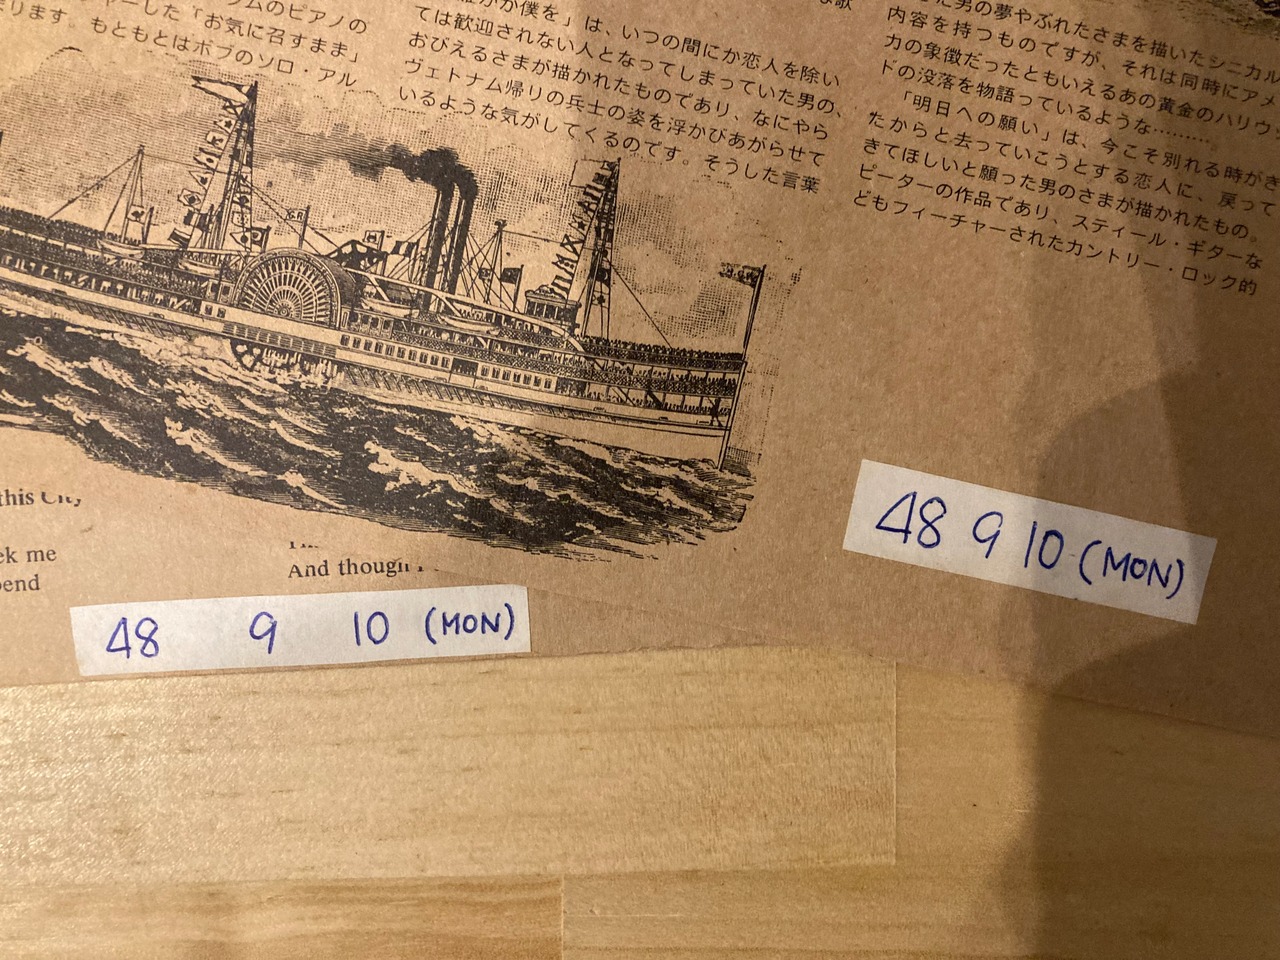 ムのピアノの
ャーした「お気に召すまま」
ります。もともとはボブのソロ・アル
僕を」は、いつの間にか恋人を除い
ては歓迎されない人となってしまっていた男の、
おびえるさまが描かれたものであり、なにやら
ヴェトナム帰りの兵士の姿を浮かびあがらせて
いるような気がしてくるのです。そうした言葉
た男の夢やぶれたさまを描いたシニカル
内容を持つものですが、それは同時にアメ
カの象徴だったともいえるあの黄金のハリウ
ドの没落を物語っているような………
「明日への願い」は、今こそ別れる時がき
たからと去っていこうとする恋人に、戻って
きてほしいと願った男のさまが描かれたもの。
ピーターの作品であり、スティール・ギターな
どもフィーチャーされたカントリー・ロック的
this City
ek me
end
And though
48 9 10 (MON)
48 9 10 (MON)